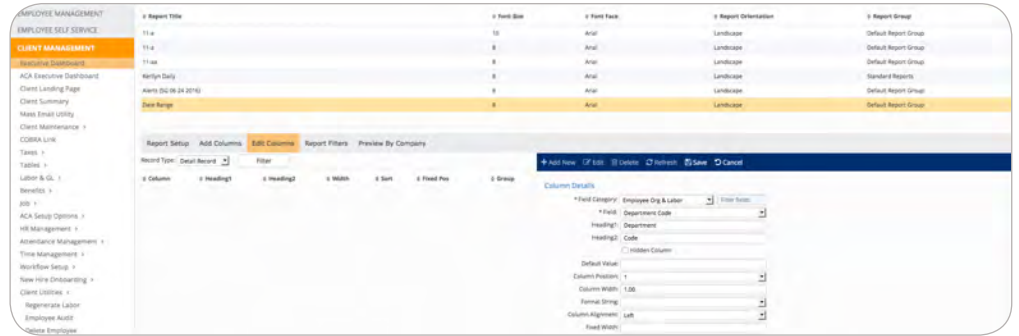 EMPLOYEE MANAGEMENT
EMPLOYEE SELF SERVICE
CLIENT MANAGEMENT
Executive Dashboard
ACA Executive Dashboard
Client Landing Page
Client Summary
Mass Email Utility
Client Maintenance
COBRA Link
Taxes
Tables
Labor & GL
Benefits
Job
ACA Setup Options
HR Management
Attendance Management
Time Management
Workflow Setup
New Hire Onboarding
Client Utilities
Regenerate Labor
Employee Audit
Delete Employee
Report Title Font Size Font Face Report Orientation Report Group
11-a 10 Arial Landscape Default Report Group
11-a 8 Arial Landscape Default Report Group
11-aa 8 Arial Landscape Default Report Group
Kerilyn Daily 8 Arial Landscape Standard Reports
Alerts (SG 06 24 2016) 8 Arial Landscape Default Report Group
Date Range 8 Arial Landscape Default Report Group
Report Setup Add Columns Edit Columns Report Filters Preview By Company
Record Type: Detail Record Filter
Column Heading1 Heading2 Width Sort Fixed Pos Group
+ Add New Edit Delete Refresh Save Cancel
Column Details
* Field Category: Employee Org & Labor Filter fields
* Field: Department Code
Heading1: Department
Heading2: Code
Hidden Column
Default Value:
Column Position: 1
Column Width: 1.00
Format String:
Column Alignment: Left
Fixed Width: